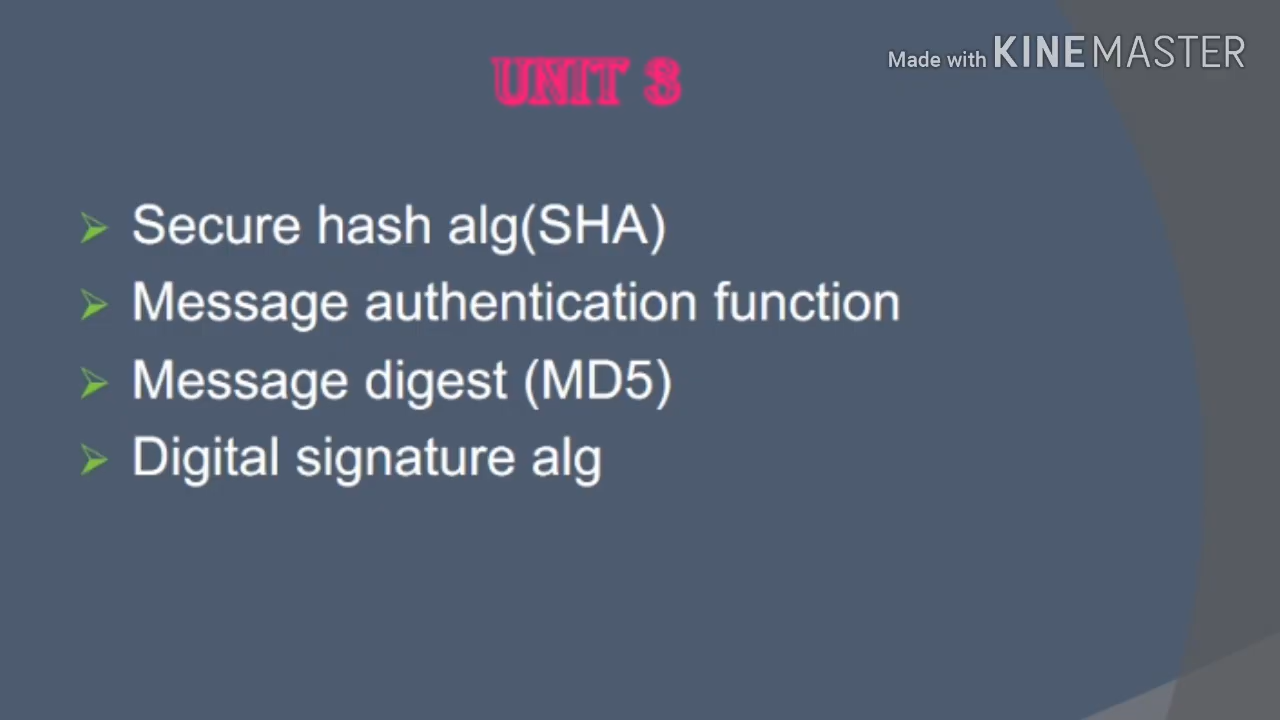 Made with KINEMASTER
UNIT 3
Secure hash alg(SHA)
Message authentication function
Message digest (MD5)
Digital signature alg